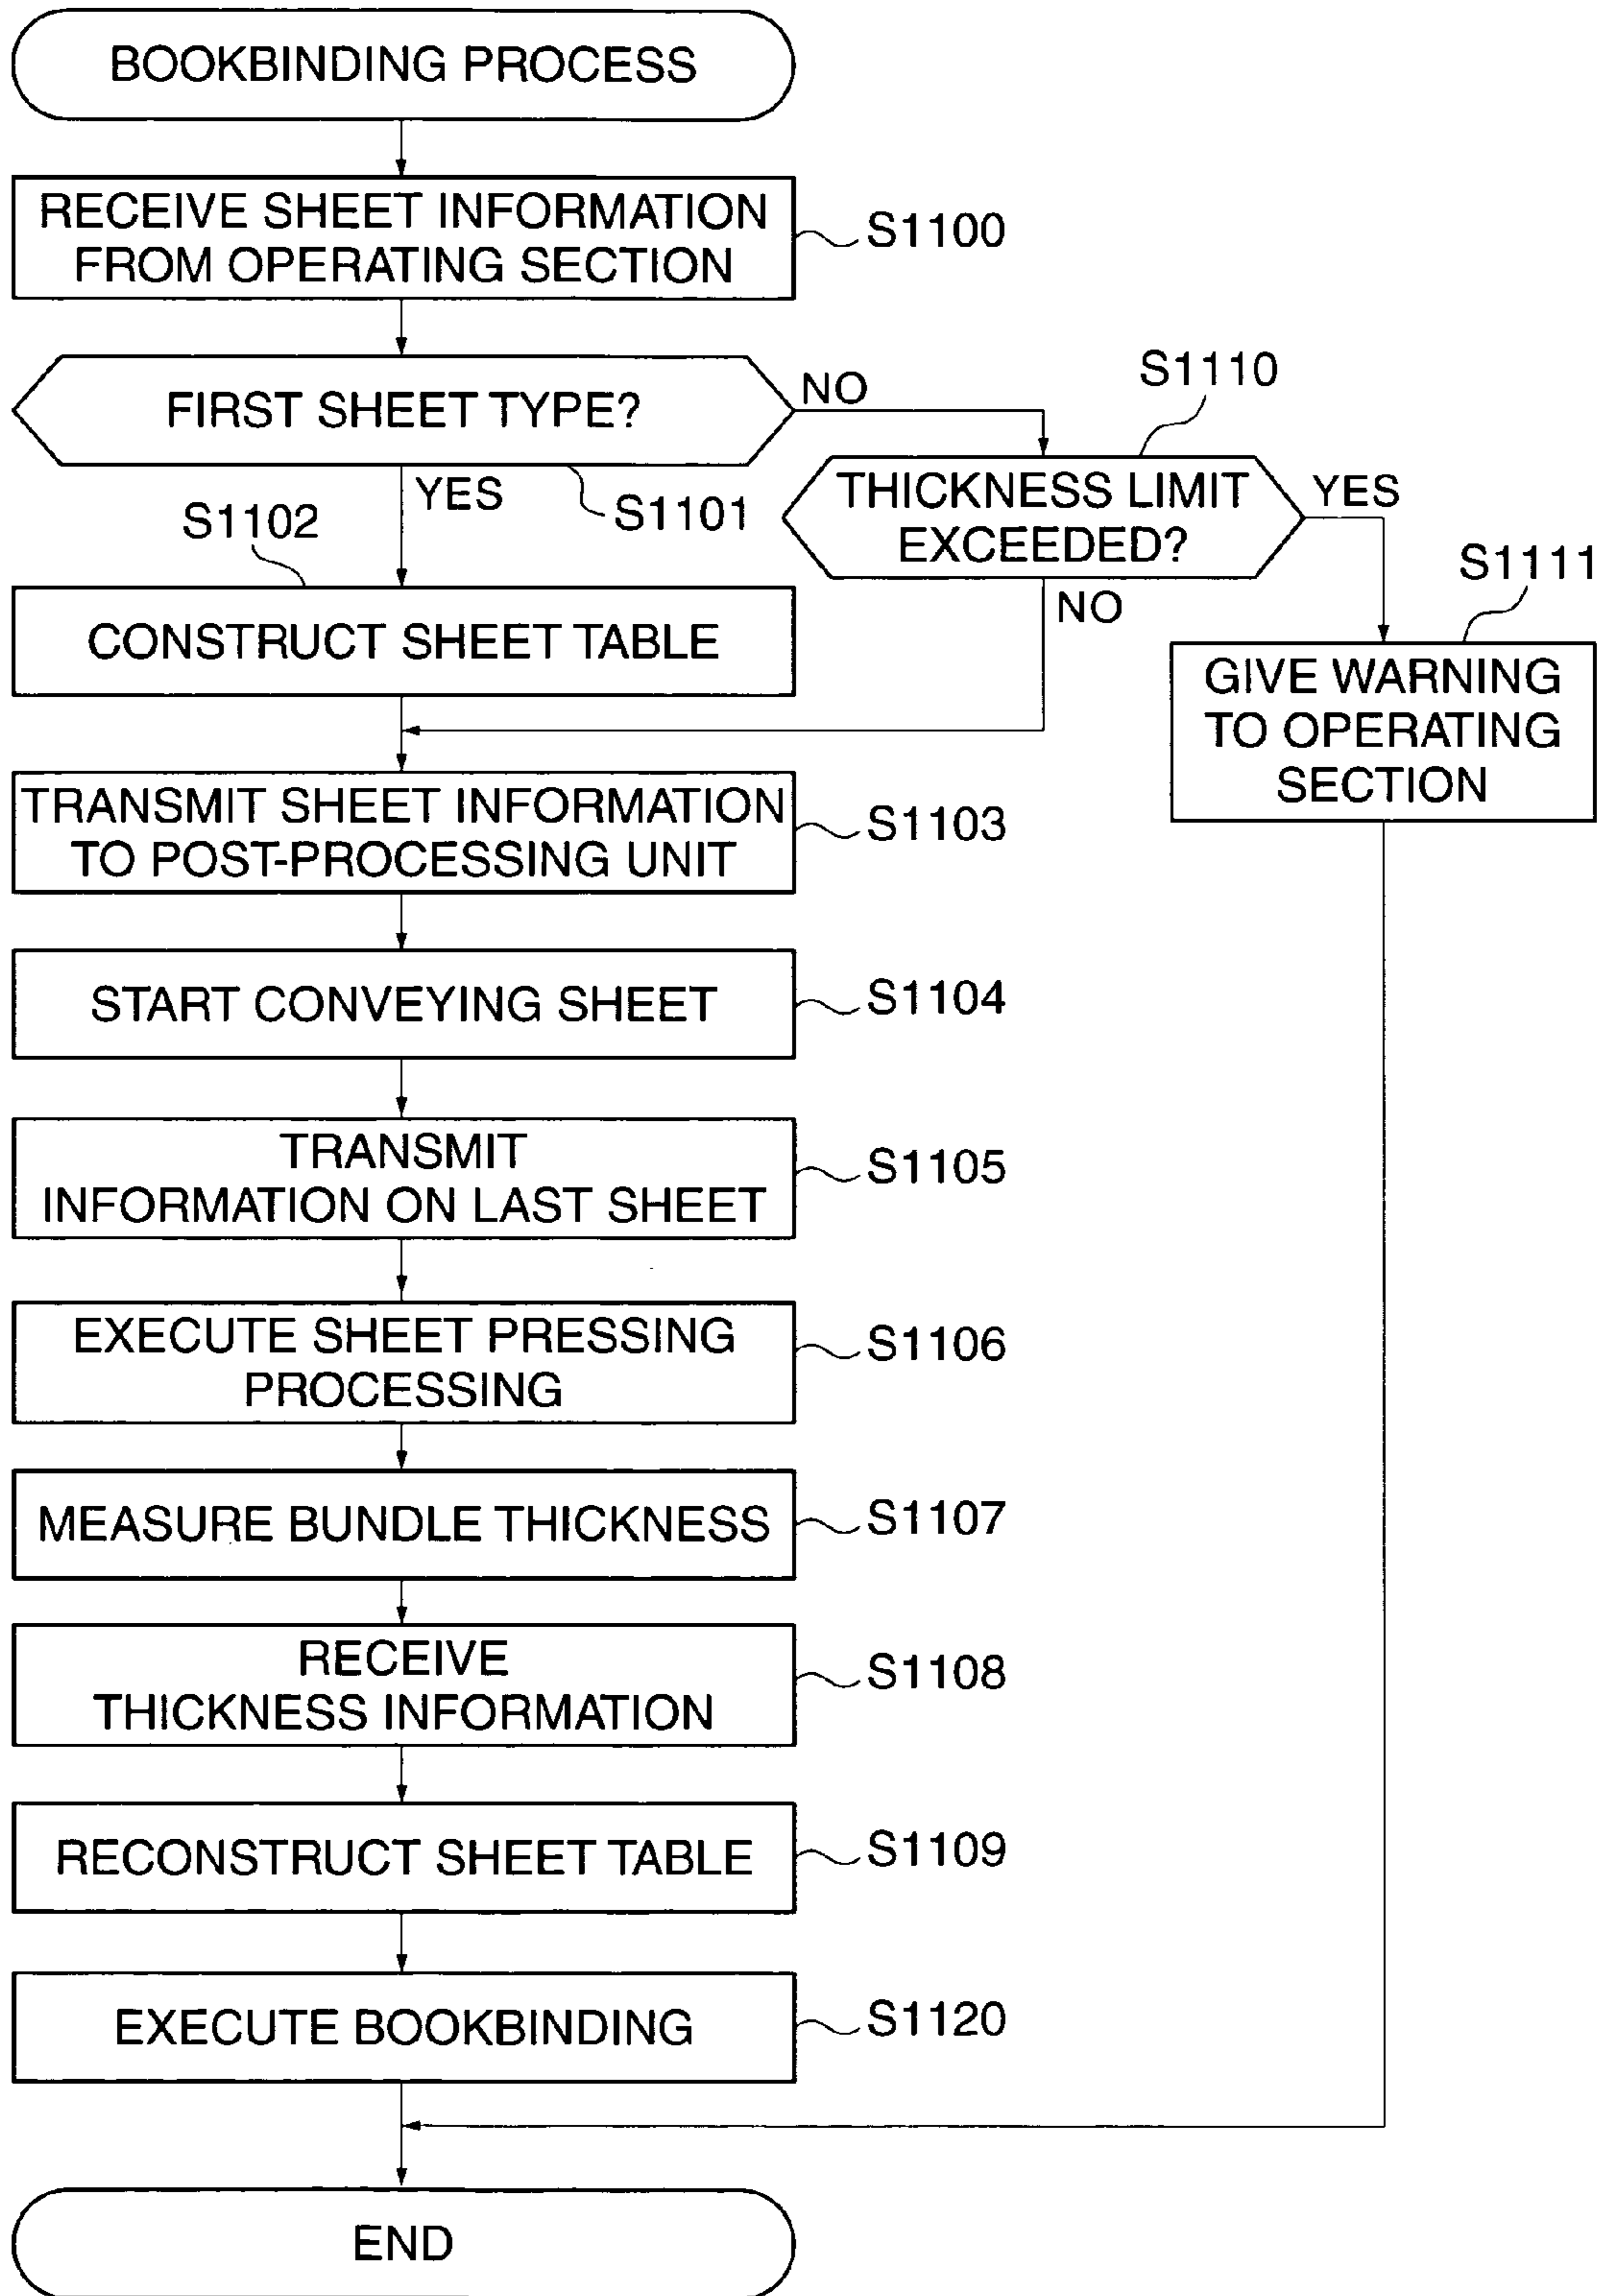 BOOKBINDING PROCESS
RECEIVE SHEET INFORMATION
FROM OPERATING SECTION
S1100
FIRST SHEET TYPE?
NO
S1110
YES
S1101
THICKNESS LIMIT
EXCEEDED?
YES
S1102
NO
S1111
CONSTRUCT SHEET TABLE
GIVE WARNING
TO OPERATING
SECTION
TRANSMIT SHEET INFORMATION
TO POST-PROCESSING UNIT
S1103
START CONVEYING SHEET
S1104
TRANSMIT
INFORMATION ON LAST SHEET
S1105
EXECUTE SHEET PRESSING
PROCESSING
S1106
MEASURE BUNDLE THICKNESS
S1107
RECEIVE
THICKNESS INFORMATION
S1108
RECONSTRUCT SHEET TABLE
S1109
EXECUTE BOOKBINDING
S1120
END